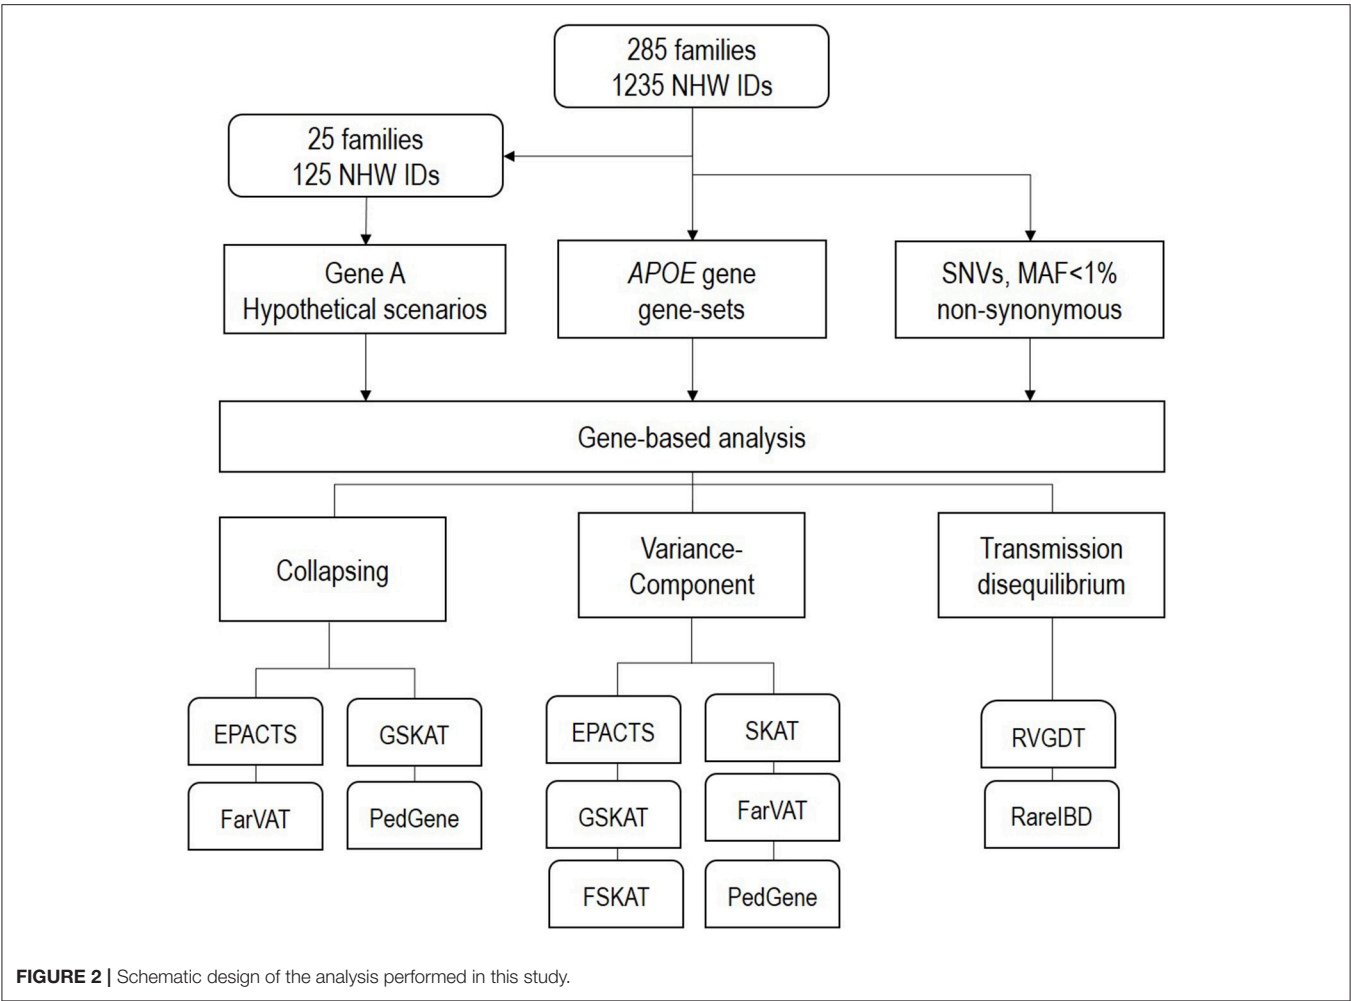 285 families
1235 NHW IDs
25 families
125 NHW IDs
Gene A
Hypothetical scenarios
APOE gene
gene-sets
SNVs, MAF<1%
non-synonymous
Gene-based analysis
Collapsing
Variance-
Component
Transmission
disequilibrium
EPACTS
GSKAT
FarVAT
PedGene
EPACTS
SKAT
GSKAT
FarVAT
FSKAT
PedGene
RVGDT
RareIBD
FIGURE 2 | Schematic design of the analysis performed in this study.